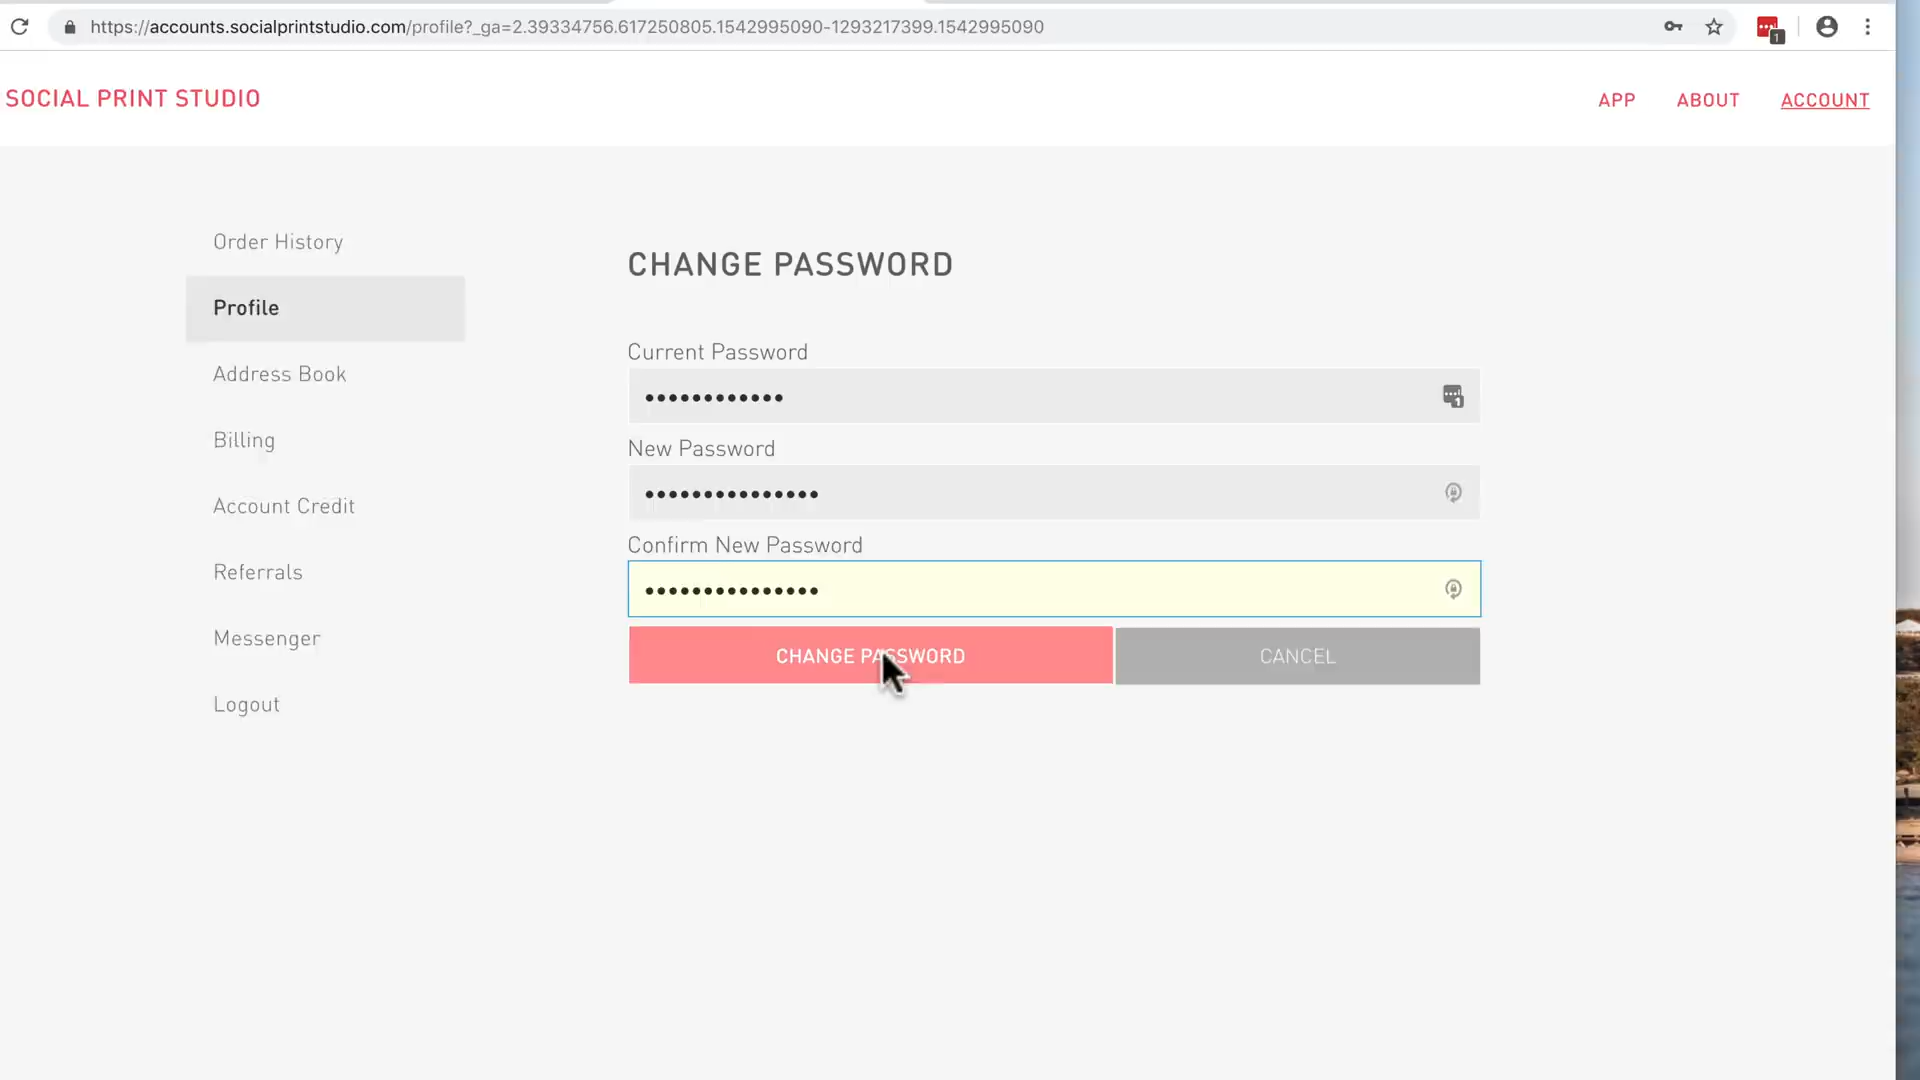 https://accounts.socialprintstudio.com/profile?_ga=2.39334756.617250805.1542995090-1293217399.1542995090
1
SOCIAL PRINT STUDIO
APP
ABOUT
ACCOUNT
Order History
Profile
Address Book
Billing
Account Credit
Referrals
Messenger
Logout
CHANGE PASSWORD
Current Password
••••••••••••
1
New Password
•••••••••••••••
Confirm New Password
•••••••••••••••
CHANGE PASSWORD
CANCEL